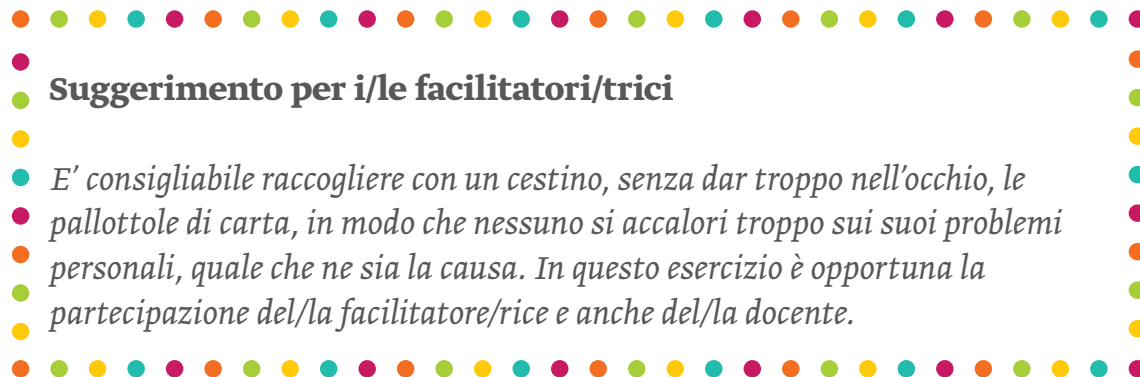 Suggerimento per i/le facilitatori/trici
E' consigliabile raccogliere con un cestino, senza dar troppo nell'occhio, le
pallottole di carta, in modo che nessuno si accalori troppo sui suoi problemi
personali, quale che ne sia la causa. In questo esercizio è opportuna la
partecipazione del/la facilitatore/rice e anche del/la docente.